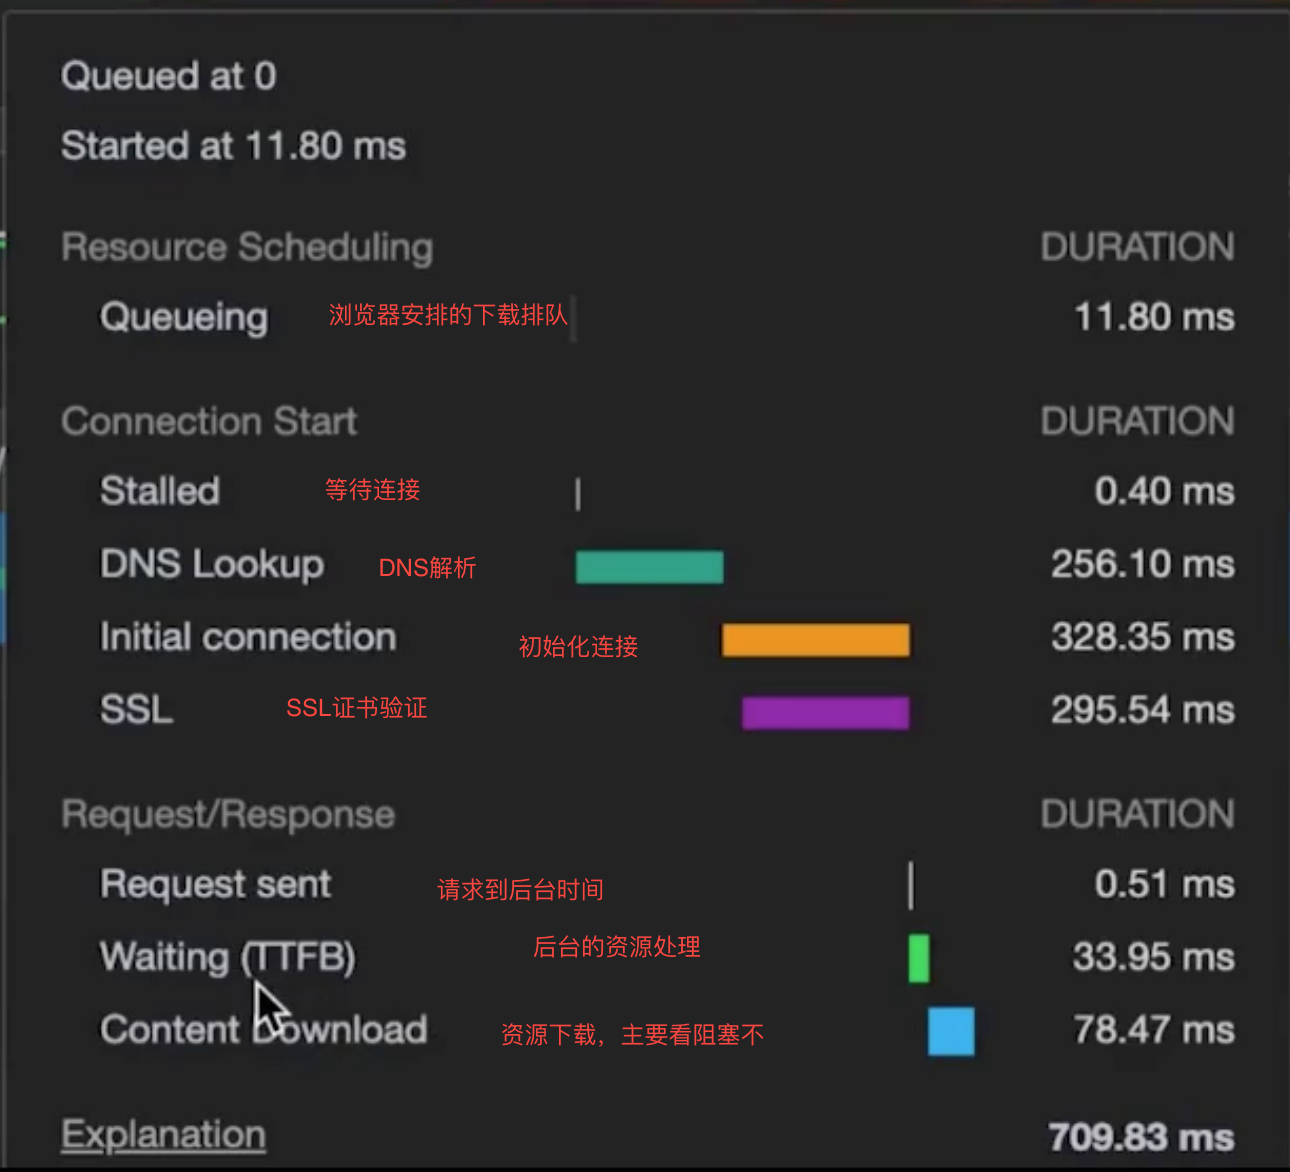 Queued at 0
Started at 11.80 ms
Resource Scheduling DURATION
Queueing 浏览器安排的下载排队 11.80 ms
Connection Start DURATION
Stalled 等待连接 0.40 ms
DNS Lookup DNS解析 256.10 ms
Initial connection 初始化连接 328.35 ms
SSL SSL证书验证 295.54 ms
Request/Response DURATION
Request sent 请求到后台时间 0.51 ms
Waiting (TTFB) 后台的资源处理 33.95 ms
Content Download 资源下载，主要看阻塞不 78.47 ms
Explanation 709.83 ms